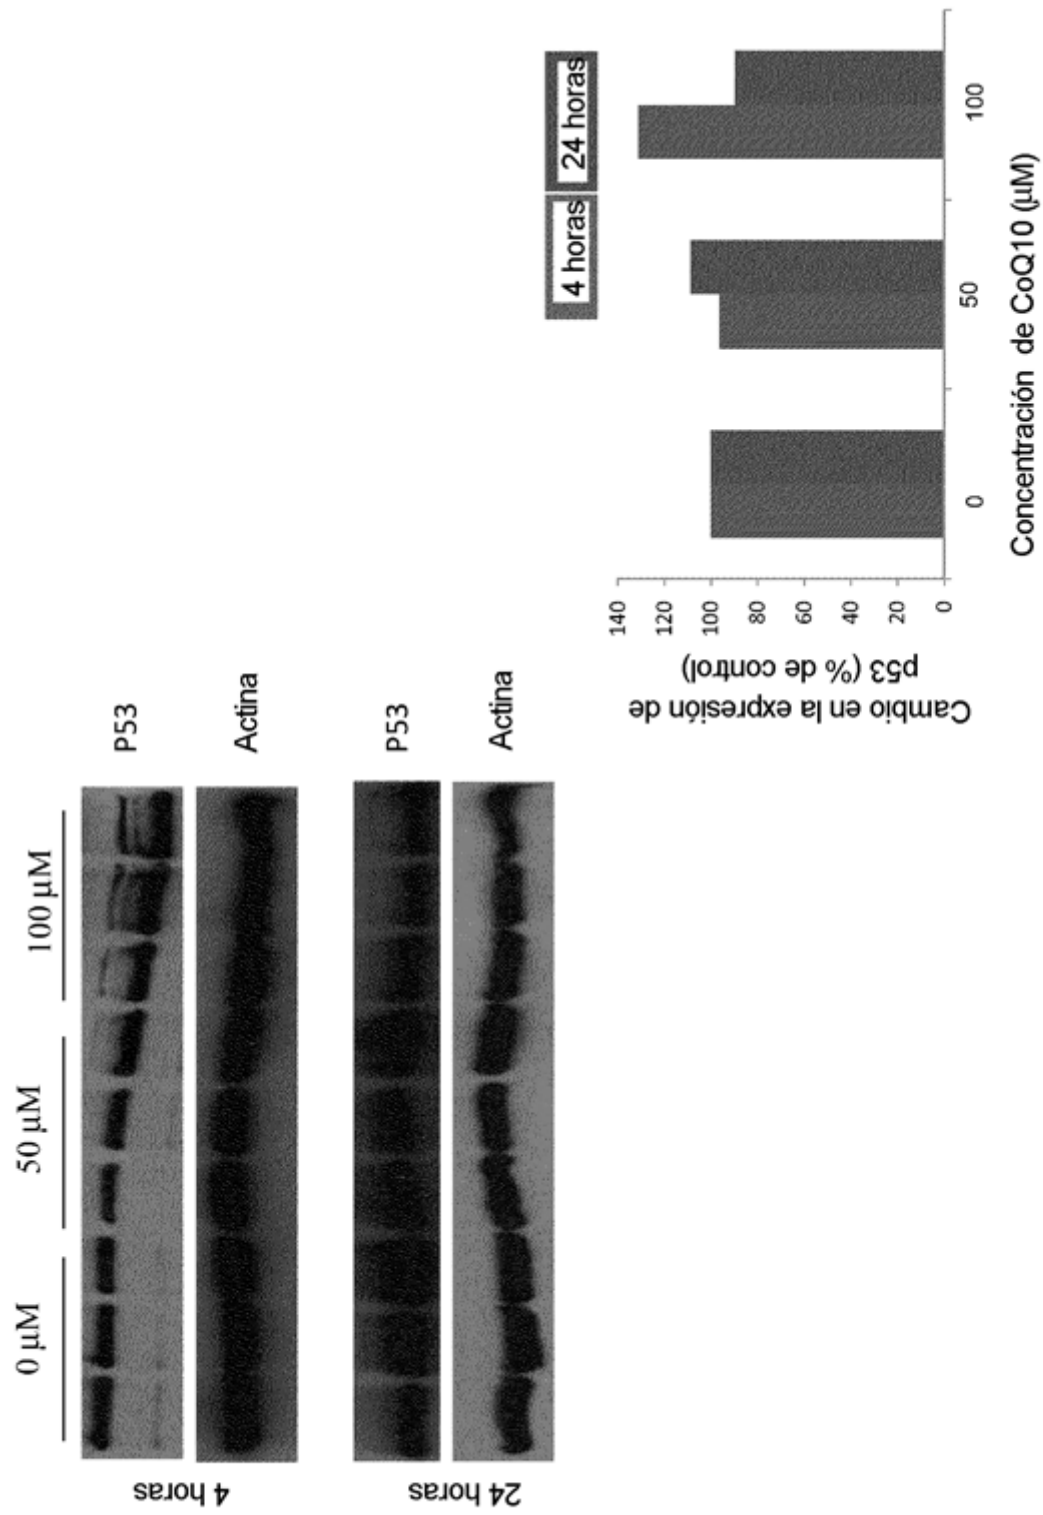 0 µM
50 µM
100 µM
4 horas
P53
Actina
24 horas
P53
Actina
4 horas
24 horas
Cambio en la expresión de
p53 (% de control)
140
120
100
80
60
40
20
0
0
50
100
Concentración de CoQ10 (µM)